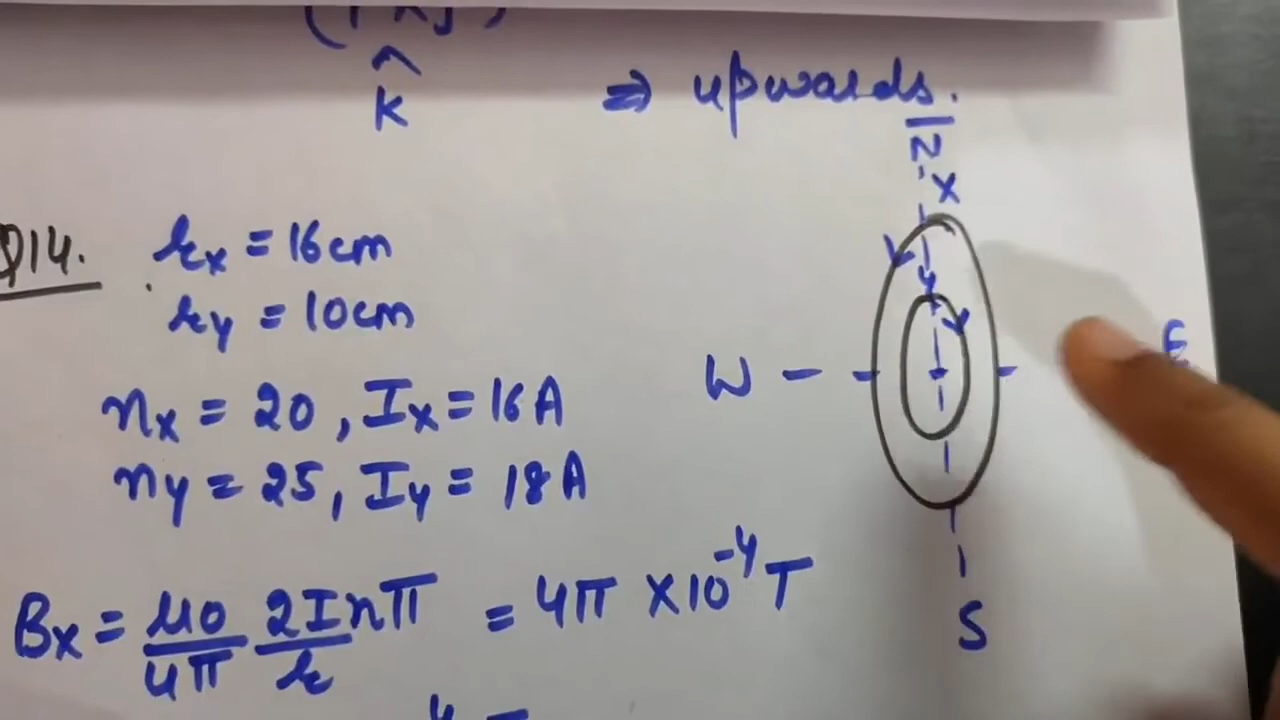 k
⇒ upwards.
N
X
Q14. rx = 16cm
ry = 10cm
Y
W E
nx = 20, Ix = 16A
ny = 25, Iy = 18A
S
Bx = μ0/4π 2Inπ/r = 4π × 10⁻⁴ T